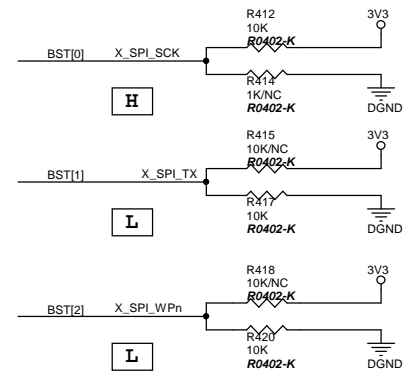 R412 3V3
10K
R0402-K
BST[0] X_SPI_SCK
R414
1K/NC
R0402-K DGND
H
R415 3V3
10K/NC
R0402-K
BST[1] X_SPI_TX
R417
10K
R0402-K DGND
L
R418 3V3
10K/NC
R0402-K
BST[2] X_SPI_WPn
R420
10K
R0402-K DGND
L